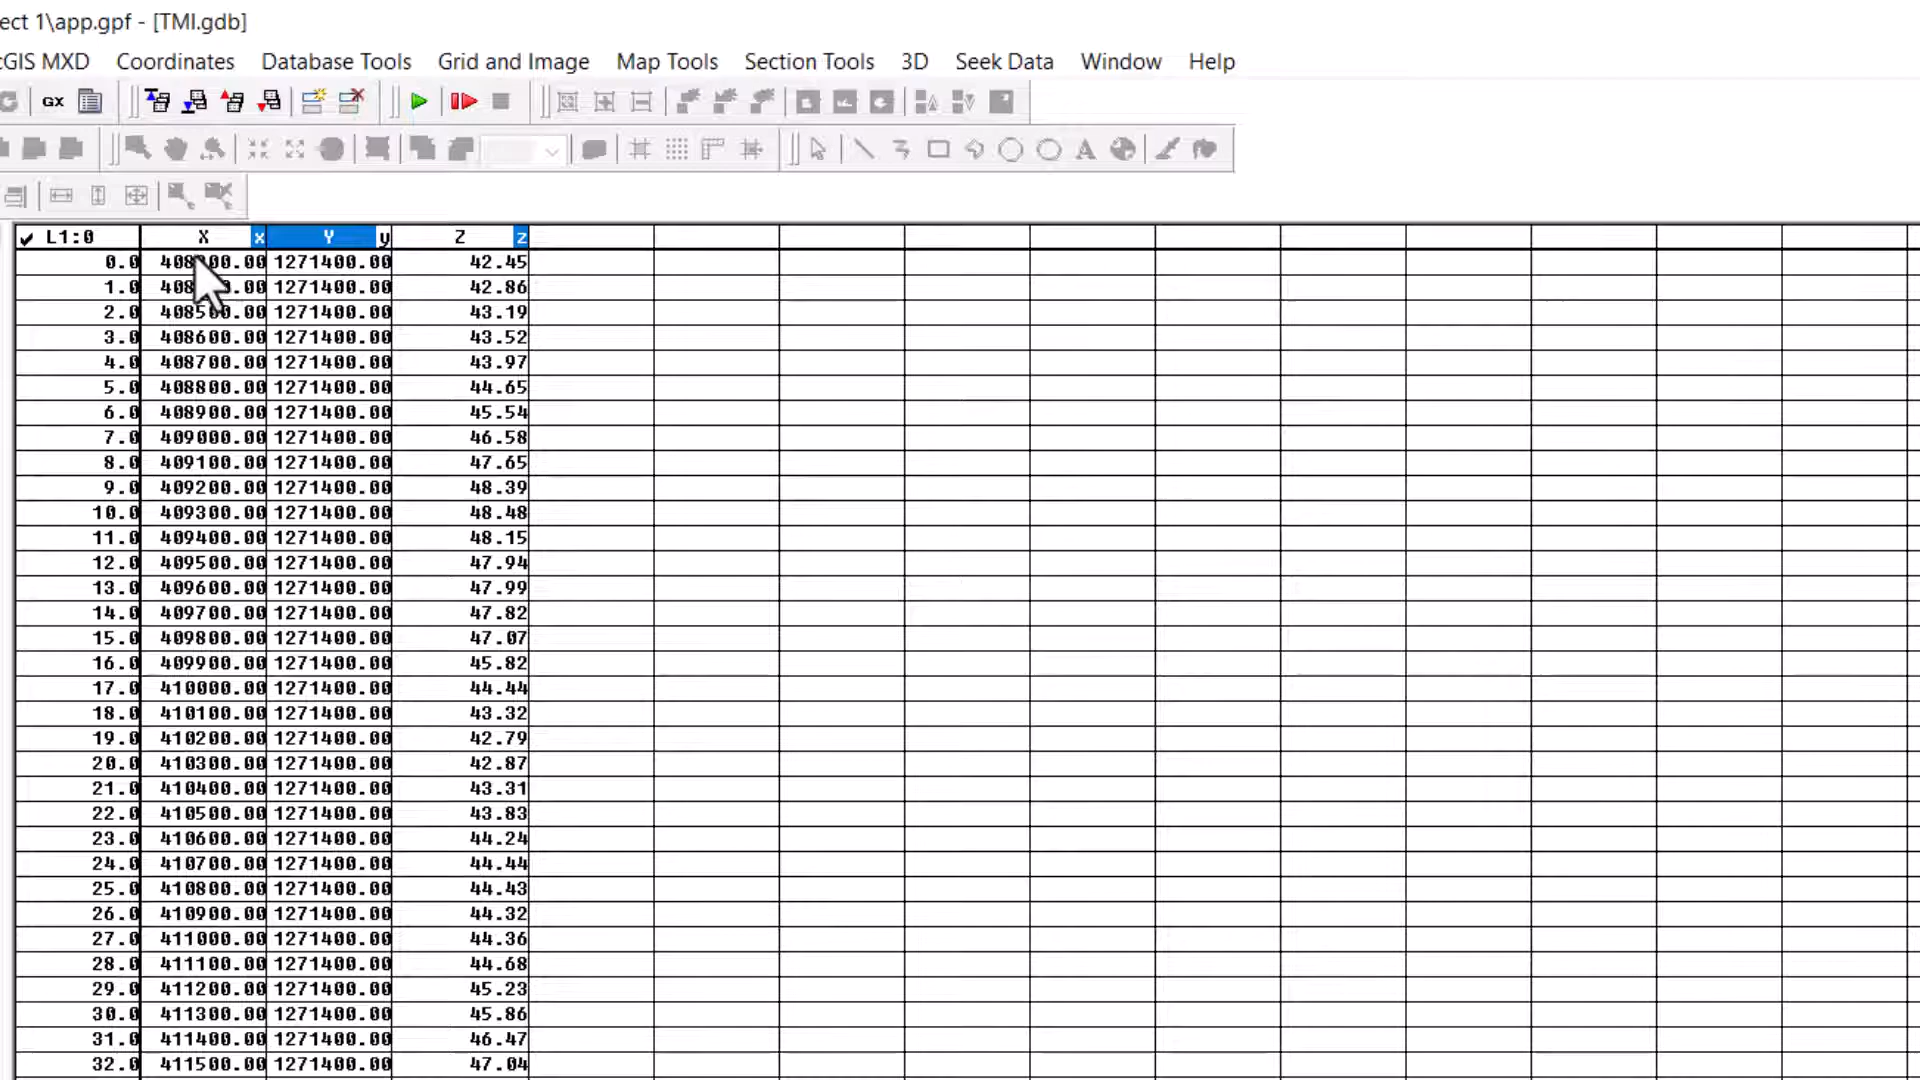 ect 1\app.gpf - [TMI.gdb]
cGIS MXD Coordinates Database Tools Grid and Image Map Tools Section Tools 3D Seek Data Window Help
GX
A
✓ L1:0 X x Y y Z z
0.0 1271400.00 42.45
1.0 1271400.00 42.86
2.0 408500.00 1271400.00 43.19
3.0 408600.00 1271400.00 43.52
4.0 408700.00 1271400.00 43.97
5.0 408800.00 1271400.00 44.65
6.0 408900.00 1271400.00 45.54
7.0 409000.00 1271400.00 46.58
8.0 409100.00 1271400.00 47.65
9.0 409200.00 1271400.00 48.39
10.0 409300.00 1271400.00 48.48
11.0 409400.00 1271400.00 48.15
12.0 409500.00 1271400.00 47.94
13.0 409600.00 1271400.00 47.99
14.0 409700.00 1271400.00 47.82
15.0 409800.00 1271400.00 47.07
16.0 409900.00 1271400.00 45.82
17.0 410000.00 1271400.00 44.44
18.0 410100.00 1271400.00 43.32
19.0 410200.00 1271400.00 42.79
20.0 410300.00 1271400.00 42.87
21.0 410400.00 1271400.00 43.31
22.0 410500.00 1271400.00 43.83
23.0 410600.00 1271400.00 44.24
24.0 410700.00 1271400.00 44.44
25.0 410800.00 1271400.00 44.43
26.0 410900.00 1271400.00 44.32
27.0 411000.00 1271400.00 44.36
28.0 411100.00 1271400.00 44.68
29.0 411200.00 1271400.00 45.23
30.0 411300.00 1271400.00 45.86
31.0 411400.00 1271400.00 46.47
32.0 411500.00 1271400.00 47.04